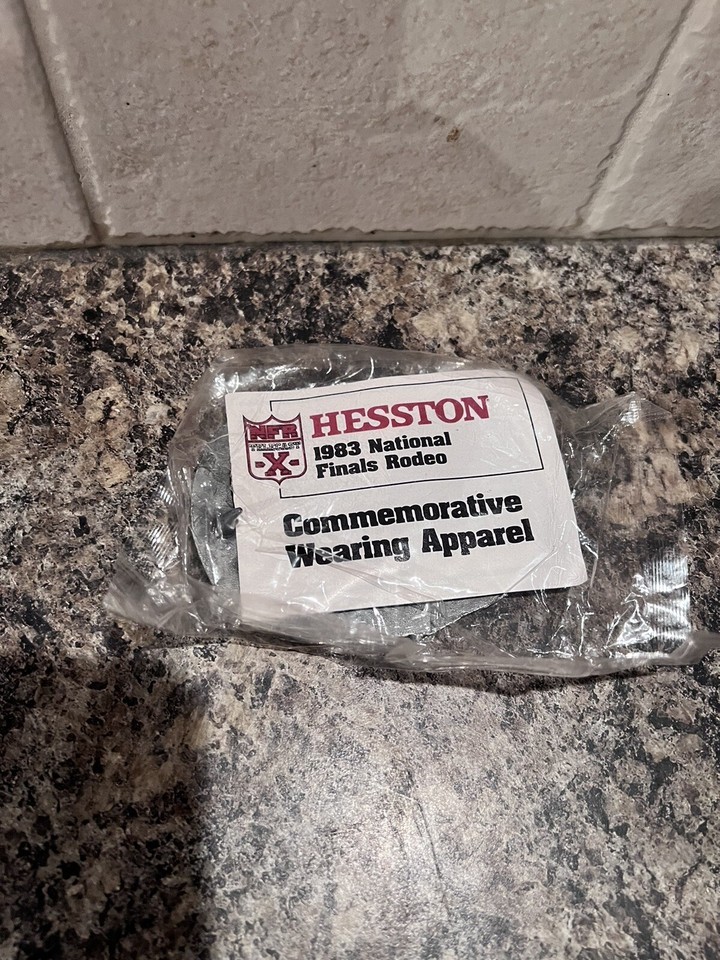 HESSTON
NFR
1983 National
Finals Rodeo
X
Commemorative
Wearing Apparel